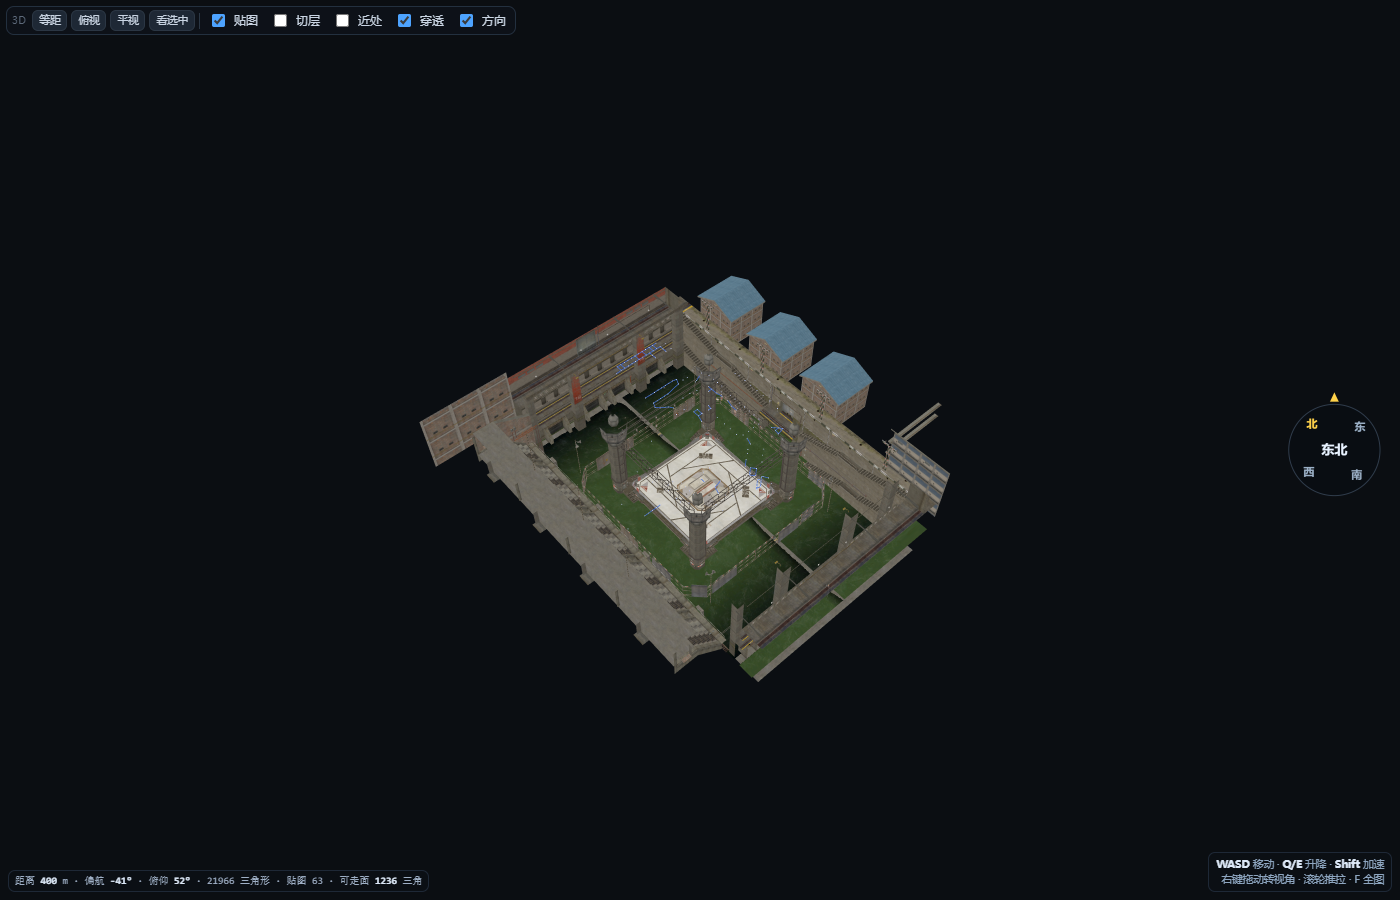 3D 等距 俯视 平视 看选中 贴图 切层 近处 穿透 方向
北 东
东北
西 南
距离 400 m · 偏航 -41° · 俯仰 52° · 21966 三角形 · 贴图 63 · 可走面 1236 三角
WASD 移动 · Q/E 升降 · Shift 加速
右键拖动转视角 · 滚轮推拉 · F 全图